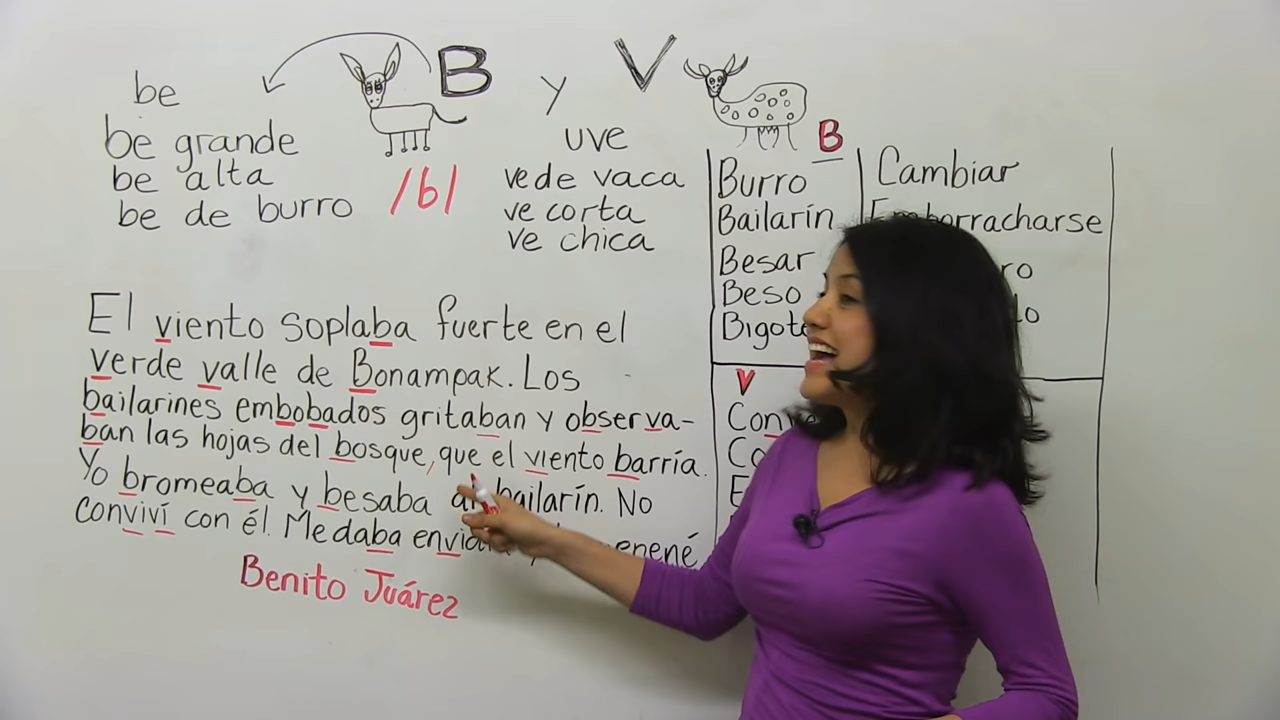 B y V
be
be grande
be alta
be de burro
/b/
uve
ve de vaca
ve corta
ve chica
B
Burro
Bailarín
Besar
Beso
Cambiar
Emborracharse
V
El viento soplaba fuerte en el
verde valle de Bonampak. Los
bailarines embobados gritaban y observa-
ban las hojas del bosque, que el viento barría.
Yo bromeaba y besaba al bailarín. No
conviví con él. Me daba
Benito Juárez